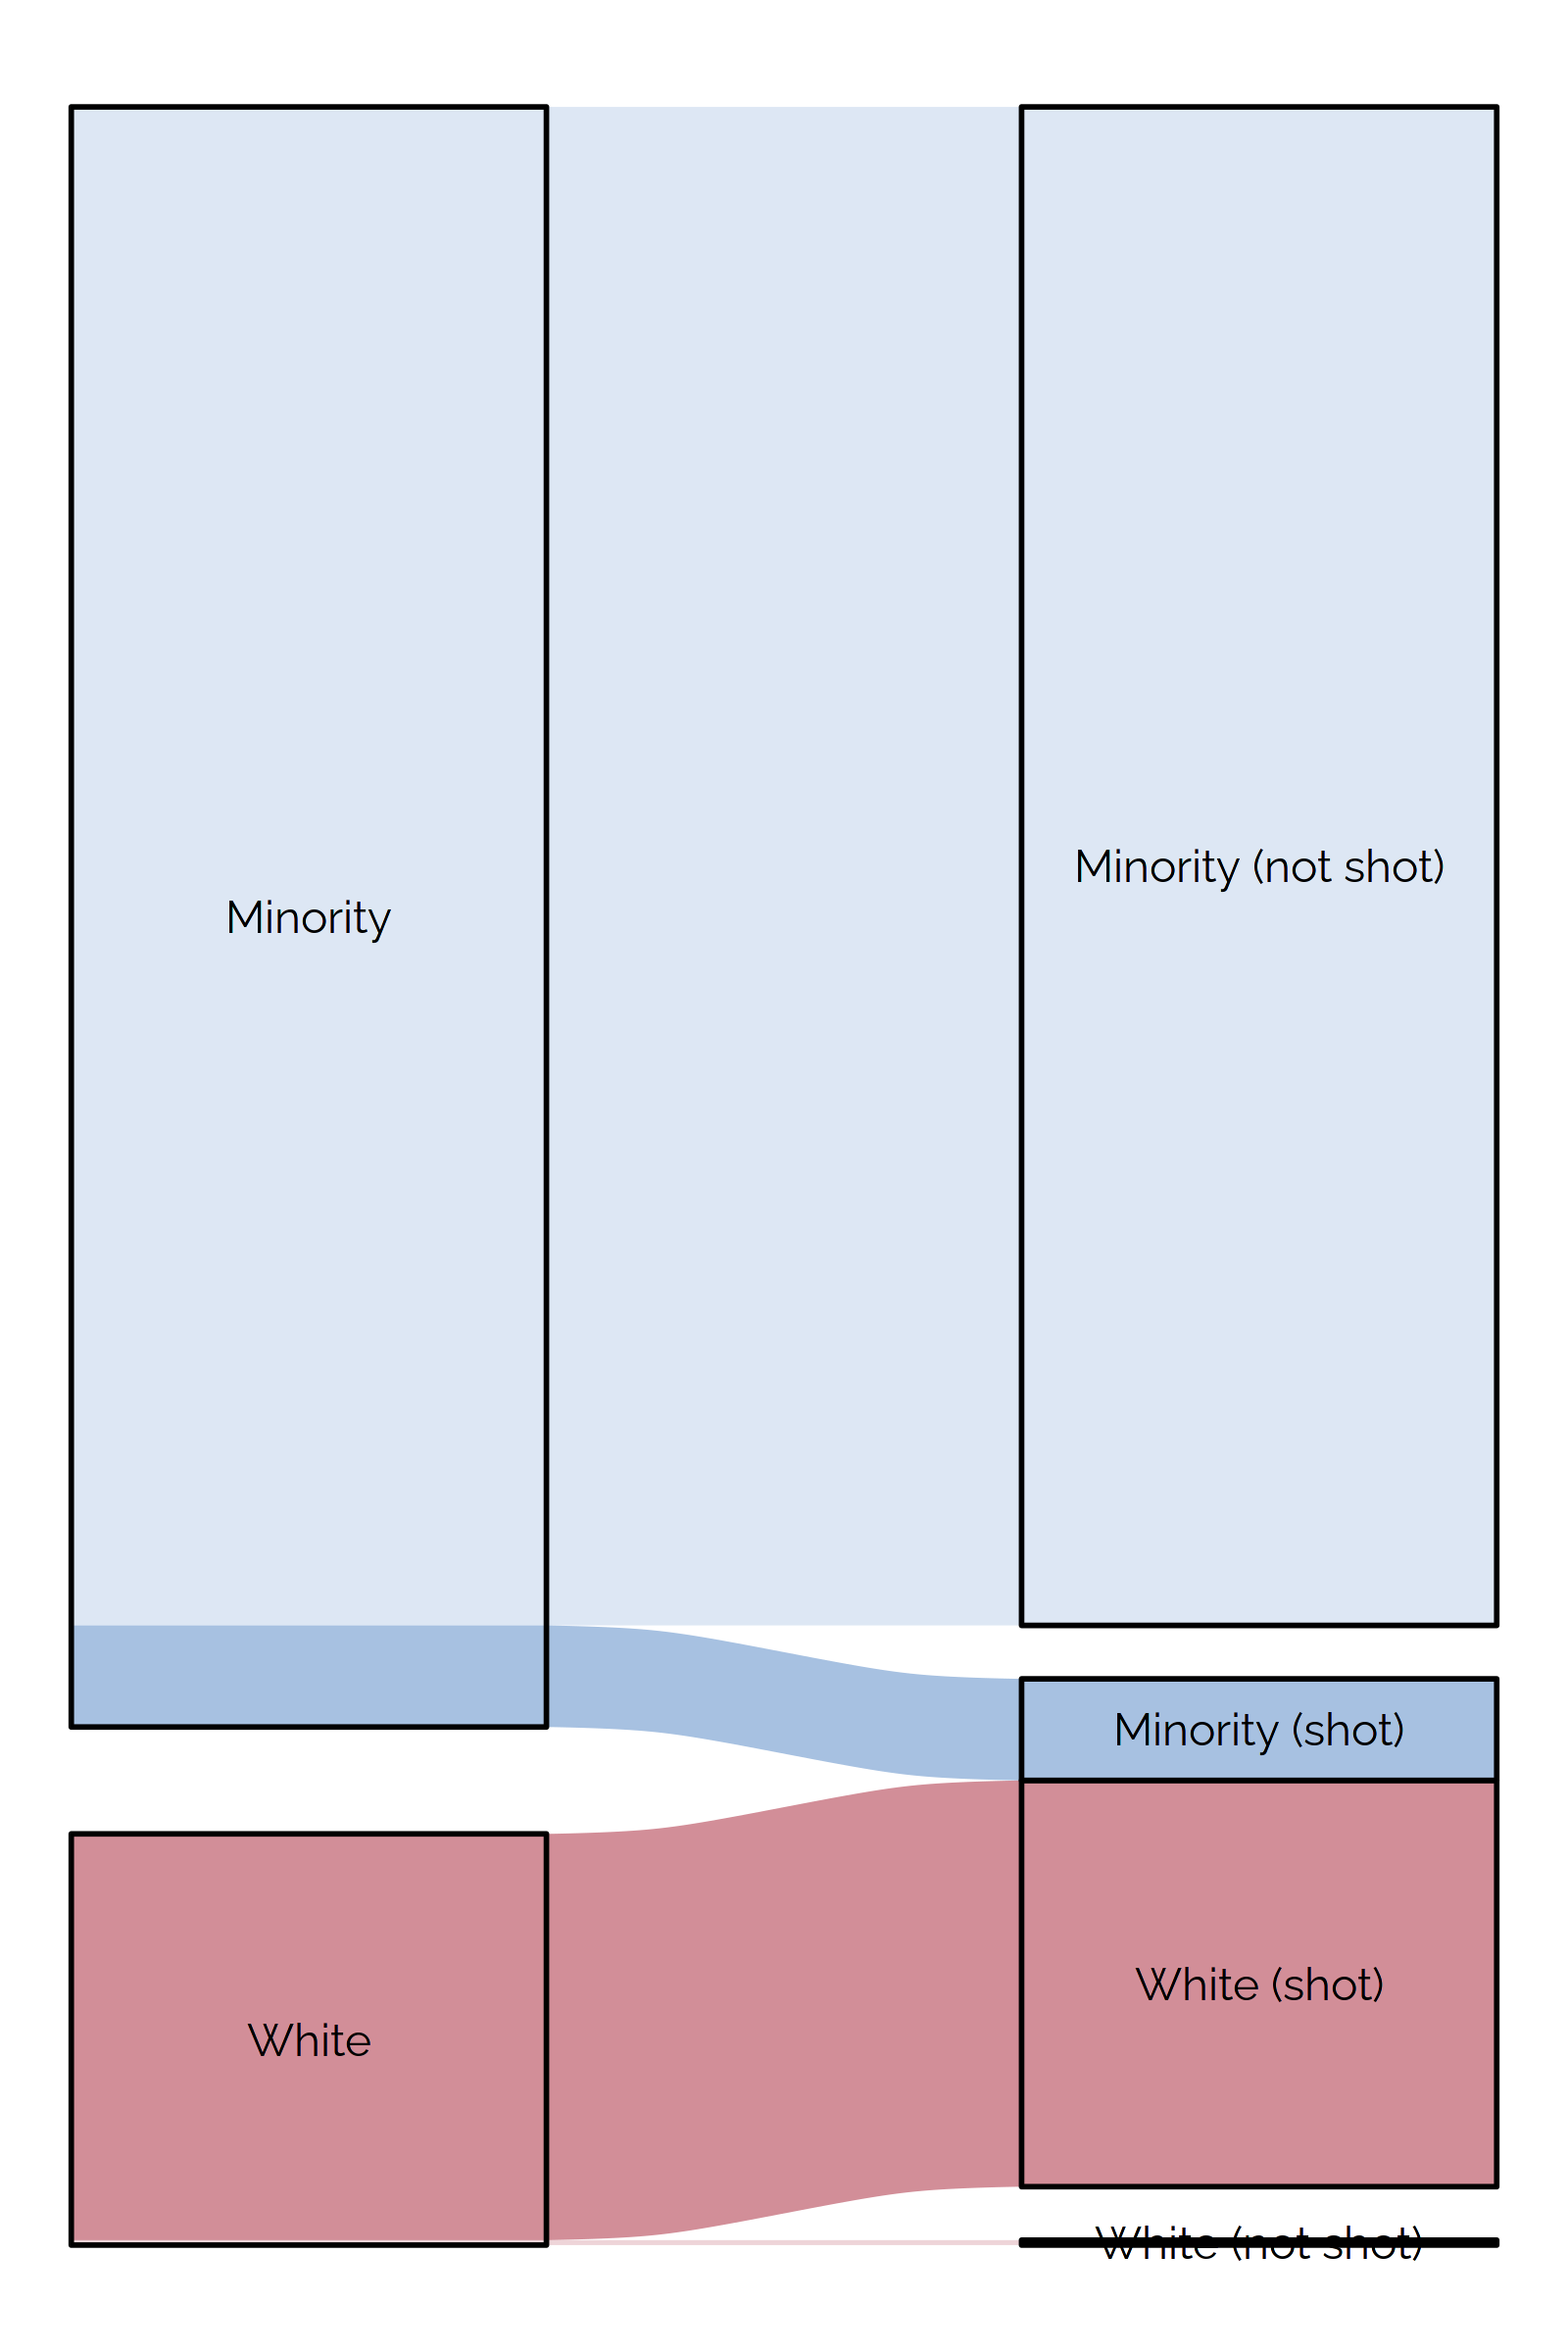 Minority
Minority (not shot)
Minority (shot)
White (shot)
White
White (not shot)